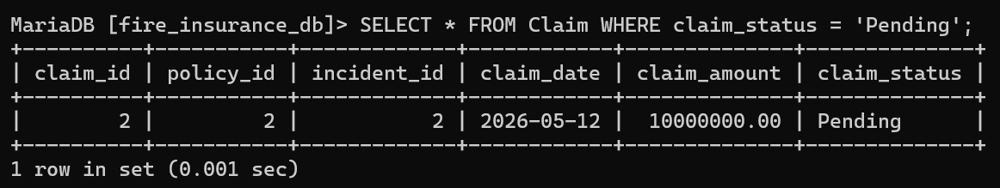 MariaDB [fire_insurance_db]> SELECT * FROM Claim WHERE claim_status = 'Pending';
+----------+-----------+-------------+------------+--------------+--------------+
| claim_id | policy_id | incident_id | claim_date | claim_amount | claim_status |
+----------+-----------+-------------+------------+--------------+--------------+
|        2 |         2 |           2 | 2026-05-12 |  10000000.00 | Pending      |
+----------+-----------+-------------+------------+--------------+--------------+
1 row in set (0.001 sec)